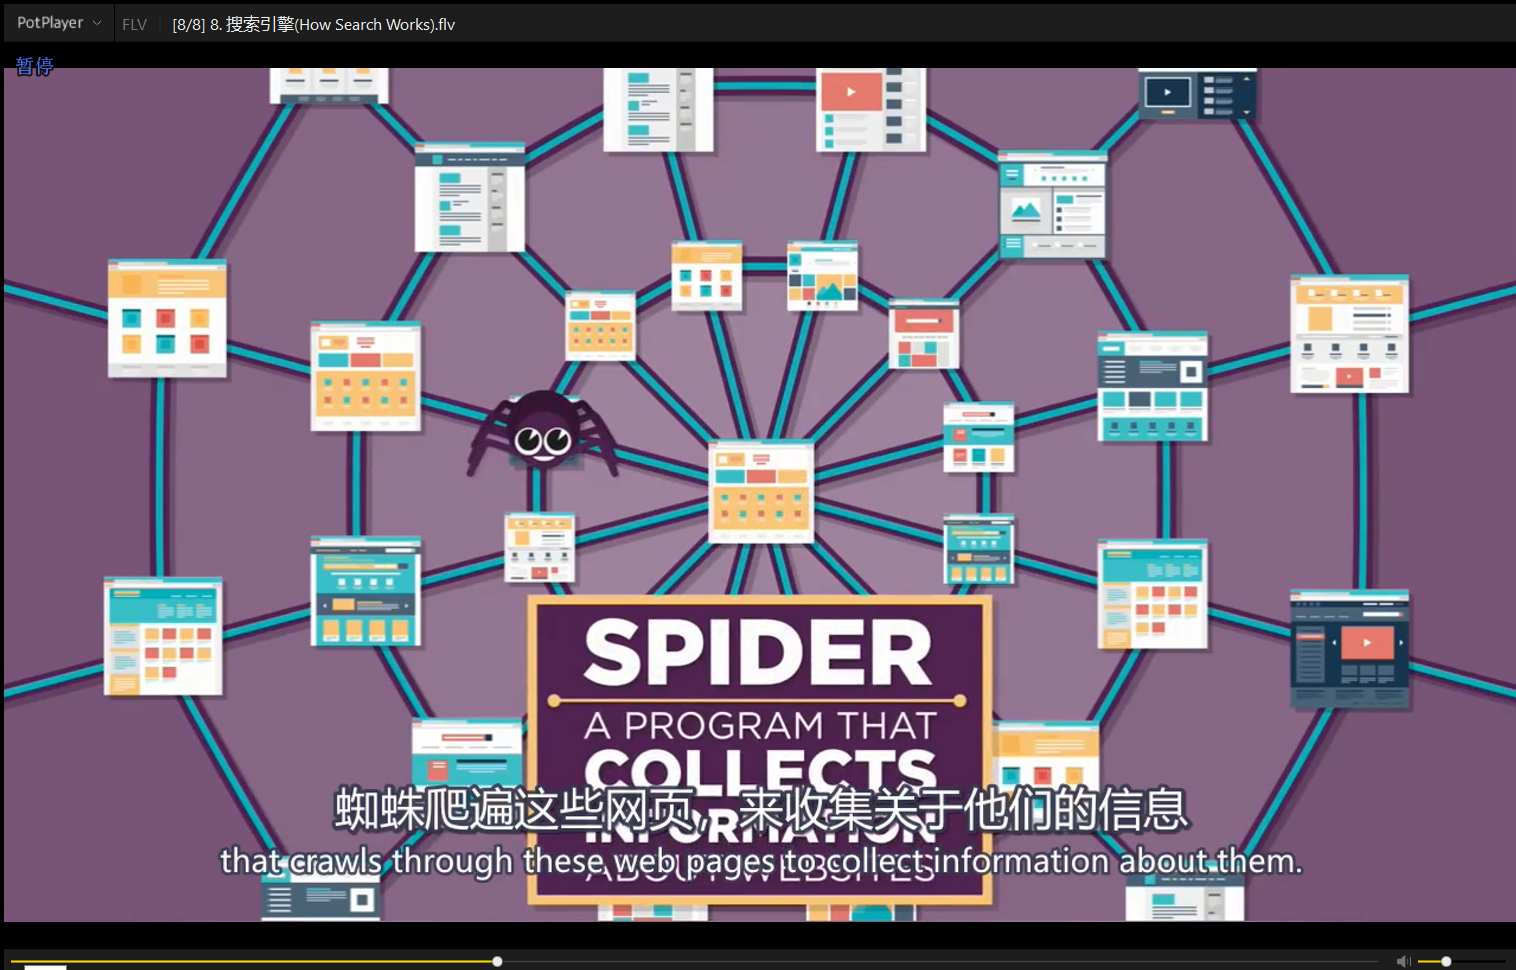 PotPlayer FLV [8/8] 8. 搜索引擎(How Search Works).flv
暂停
SPIDER
A PROGRAM THAT
COLLECTS
INFORMATION
ABOUT WEBSITES
蜘蛛爬遍这些网页, 来收集关于他们的信息
that crawls through these web pages to collect information about them.